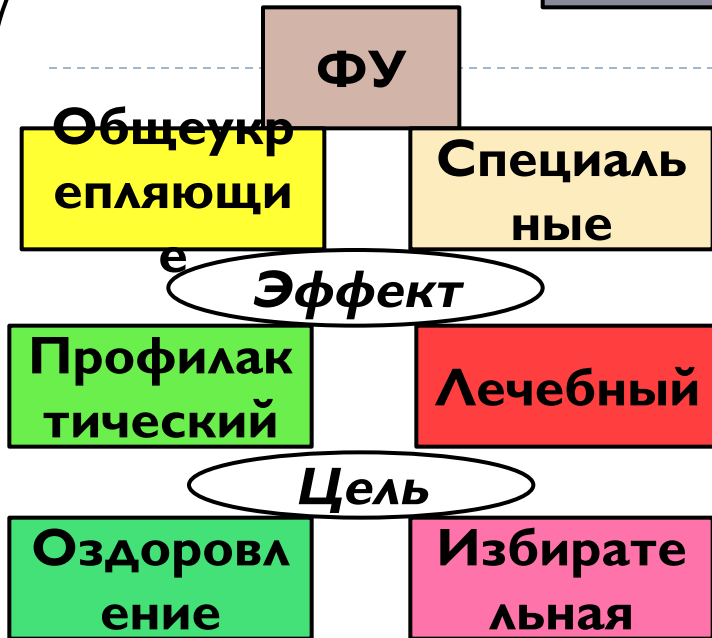 ФУ
Общеукр
епляющи
е
Специаль
ные
Эффект
Профилак
тический
Лечебный
Цель
Оздоровл
ение
Избирате
льная